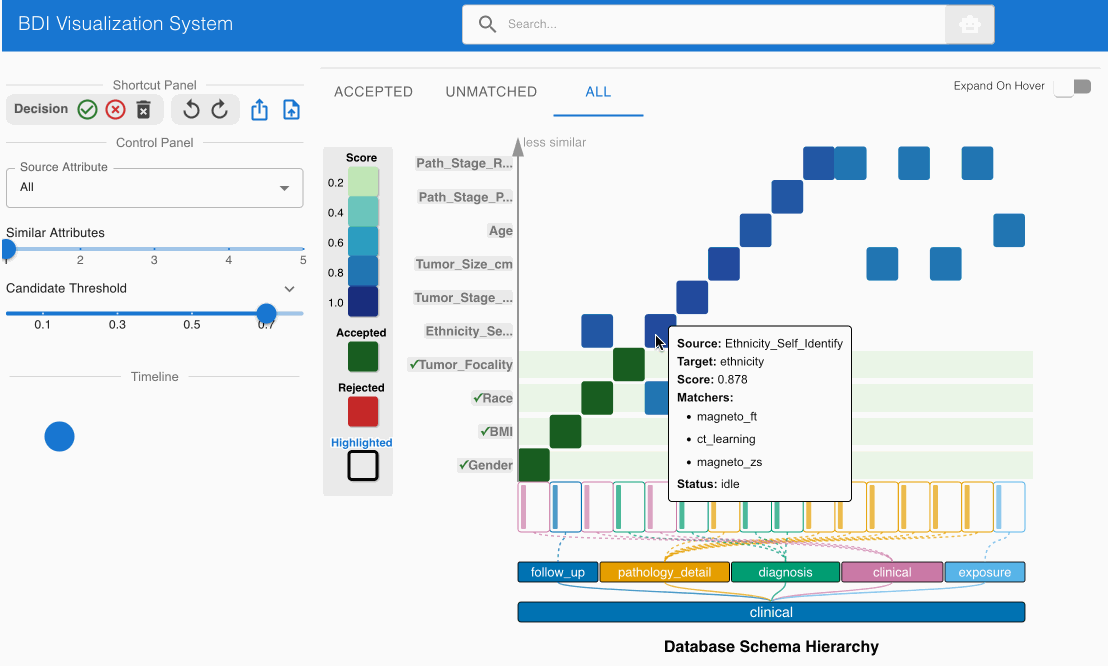 BDI Visualization System
Search...
Shortcut Panel
Decision
Control Panel
Source Attribute
All
Similar Attributes
1 2 3 4 5
Candidate Threshold
0.1 0.3 0.5 0.7
Timeline
ACCEPTED UNMATCHED ALL
Expand On Hover
Score
0.2
0.4
0.6
0.8
1.0
Accepted
Rejected
Highlighted
less similar
Path_Stage_R...
Path_Stage_P...
Age
Tumor_Size_cm
Tumor_Stage_...
Ethnicity_Se...
✓Tumor_Focality
✓Race
✓BMI
✓Gender
Source: Ethnicity_Self_Identify
Target: ethnicity
Score: 0.878
Matchers:
• magneto_ft
• ct_learning
• magneto_zs
Status: idle
follow_up pathology_detail diagnosis clinical exposure
clinical
Database Schema Hierarchy